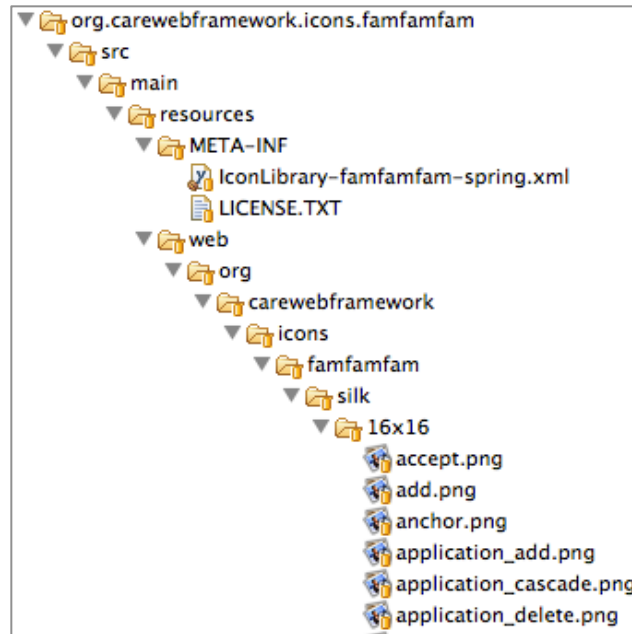 org.carewebframework.icons.famfamfam
src
main
resources
META-INF
IconLibrary-famfamfam-spring.xml
LICENSE.TXT
web
org
carewebframework
icons
famfamfam
silk
16x16
accept.png
add.png
anchor.png
application_add.png
application_cascade.png
application_delete.png